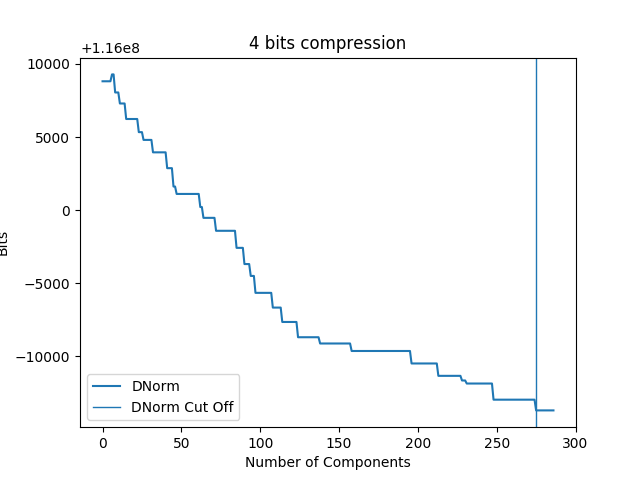 4 bits compression
+1.16e8
10000
5000
0
−5000
−10000
Bits
DNorm
DNorm Cut Off
0 50 100 150 200 250 300
Number of Components